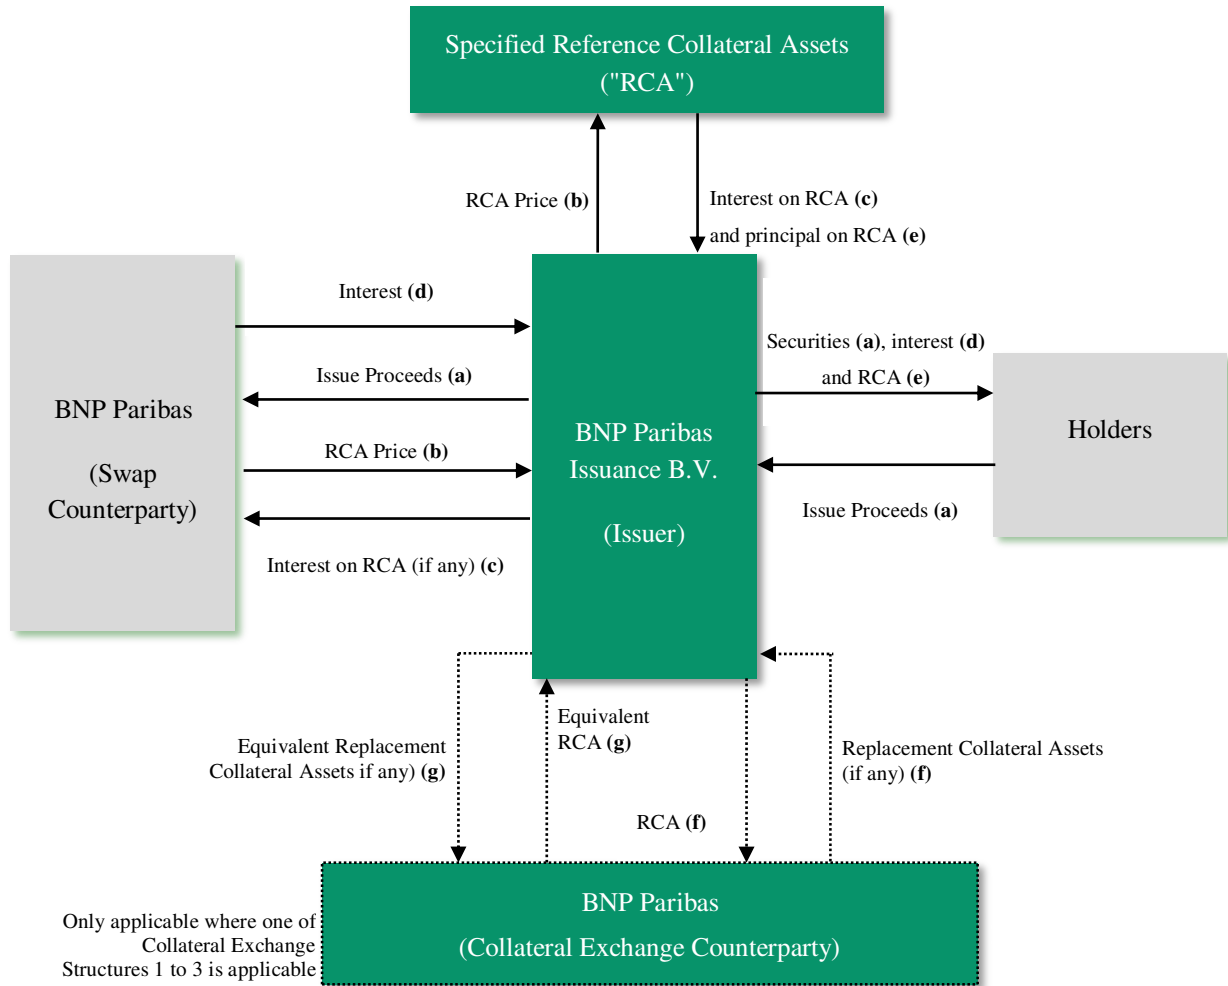 Specified Reference Collateral Assets
("RCA")
RCA Price (b)
Interest on RCA (c)
and principal on RCA (e)
Interest (d)
Issue Proceeds (a)
RCA Price (b)
Interest on RCA (if any) (c)
BNP Paribas
(Swap
Counterparty)
BNP Paribas
Issuance B.V.
(Issuer)
Securities (a), interest (d)
and RCA (e)
Issue Proceeds (a)
Holders
Equivalent Replacement
Collateral Assets if any) (g)
Equivalent
RCA (g)
RCA (f)
Replacement Collateral Assets
(if any) (f)
Only applicable where one of
Collateral Exchange
Structures 1 to 3 is applicable
BNP Paribas
(Collateral Exchange Counterparty)